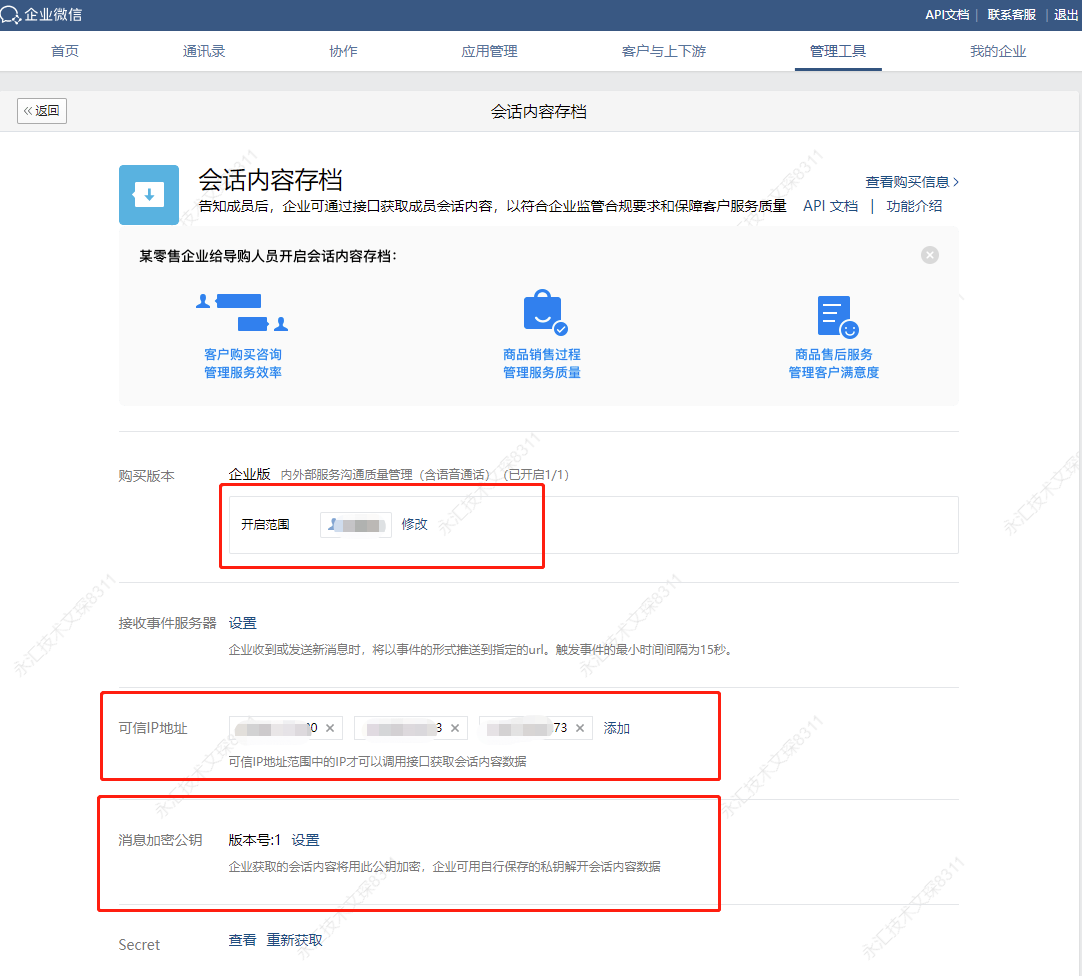 企业微信
API文档 | 联系客服 | 退出
首页 通讯录 协作 应用管理 客户与上下游 管理工具 我的企业
«返回 会话内容存档
会话内容存档
查看购买信息 >
告知成员后，企业可通过接口获取成员会话内容，以符合企业监管合规要求和保障客户服务质量 API 文档 | 功能介绍
某零售企业给导购人员开启会话内容存档：
客户购买咨询 商品销售过程 商品售后服务
管理服务效率 管理服务质量 管理客户满意度
购买版本 企业版 内外部服务沟通质量管理（含语音通话） （已开启1/1）
开启范围 修改
接收事件服务器 设置
企业收到或发送新消息时，将以事件的形式推送到指定的url。触发事件的最小时间间隔为15秒。
可信IP地址 0 × 3 × 73 × 添加
可信IP地址范围中的IP才可以调用接口获取会话内容数据
消息加密公钥 版本号:1 设置
企业获取的会话内容将用此公钥加密，企业可用自行保存的私钥解开会话内容数据
Secret 查看 重新获取
永汇技术文琛8311